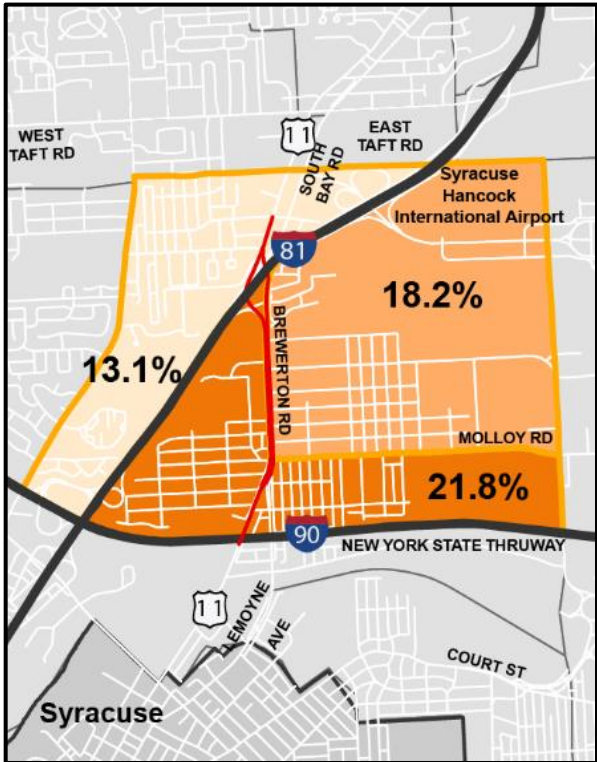 11
WEST
TAFT RD
EAST
TAFT RD
SOUTH
BAY RD
Syracuse
Hancock
International Airport
81
18.2%
13.1%
BREWERTON RD
MOLLOY RD
21.8%
90
NEW YORK STATE THRUWAY
11
LEMOYNE
AVE
COURT ST
Syracuse